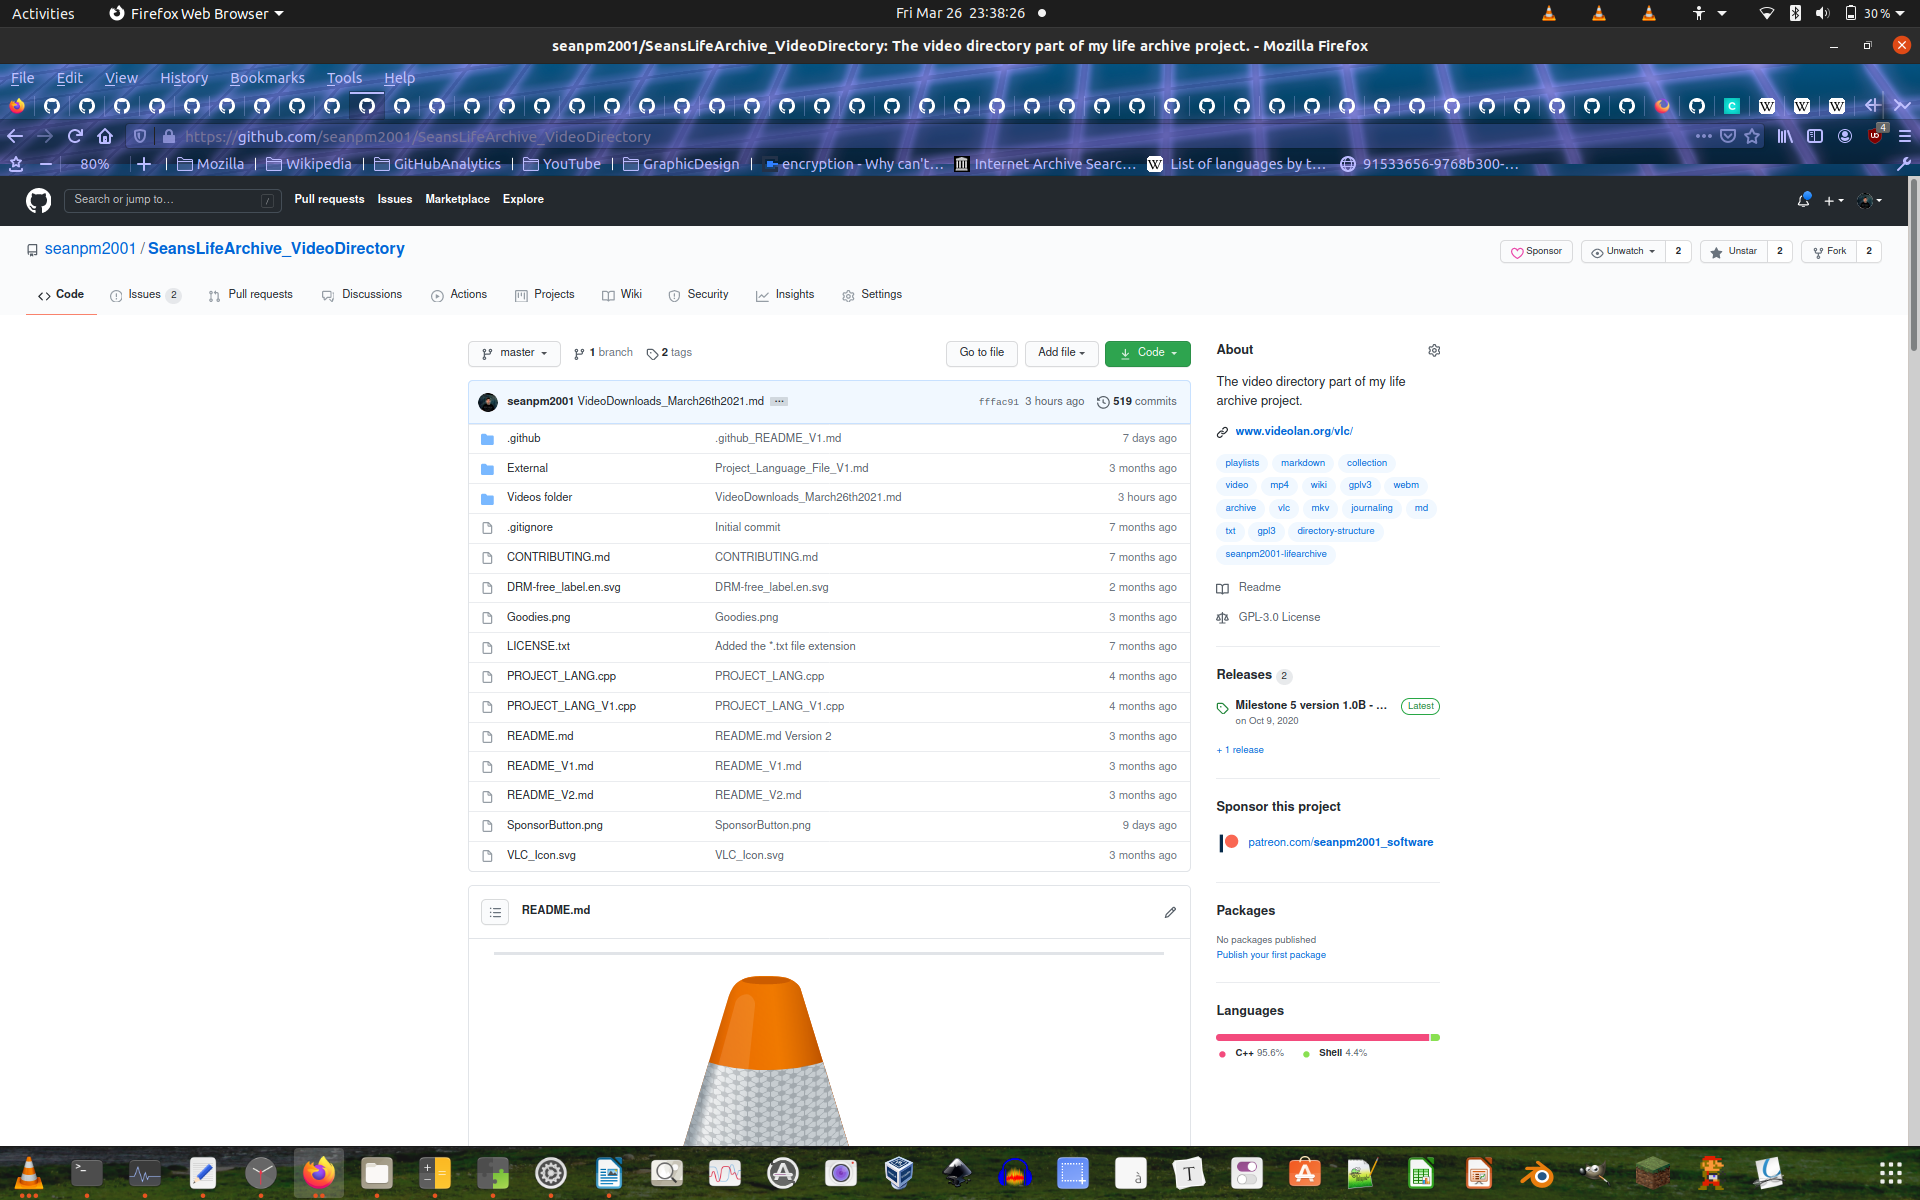 Activities Firefox Web Browser Fri Mar 26 23:38:26 30 %
seanpm2001/SeansLifeArchive_VideoDirectory: The video directory part of my life archive project. - Mozilla Firefox
File Edit View History Bookmarks Tools Help
https://github.com/seanpm2001/SeansLifeArchive_VideoDirectory 4
80% Mozilla Wikipedia GitHubAnalytics YouTube GraphicDesign encryption - Why can't… Internet Archive Searc… List of languages by t… 91533656-9768b300-…
Search or jump to… / Pull requests Issues Marketplace Explore
seanpm2001 / SeansLifeArchive_VideoDirectory Sponsor Unwatch 2 Unstar 2 Fork 2
Code Issues 2 Pull requests Discussions Actions Projects Wiki Security Insights Settings
master 1 branch 2 tags Go to file Add file Code
seanpm2001 VideoDownloads_March26th2021.md ... fffac91 3 hours ago 519 commits
.github .github_README_V1.md 7 days ago
External Project_Language_File_V1.md 3 months ago
Videos folder VideoDownloads_March26th2021.md 3 hours ago
.gitignore Initial commit 7 months ago
CONTRIBUTING.md CONTRIBUTING.md 7 months ago
DRM-free_label.en.svg DRM-free_label.en.svg 2 months ago
Goodies.png Goodies.png 3 months ago
LICENSE.txt Added the *.txt file extension 7 months ago
PROJECT_LANG.cpp PROJECT_LANG.cpp 4 months ago
PROJECT_LANG_V1.cpp PROJECT_LANG_V1.cpp 4 months ago
README.md README.md Version 2 3 months ago
README_V1.md README_V1.md 3 months ago
README_V2.md README_V2.md 3 months ago
SponsorButton.png SponsorButton.png 9 days ago
VLC_Icon.svg VLC_Icon.svg 3 months ago
README.md
About
The video directory part of my life
archive project.
www.videolan.org/vlc/
playlists markdown collection
video mp4 wiki gplv3 webm
archive vlc mkv journaling md
txt gpl3 directory-structure
seanpm2001-lifearchive
Readme
GPL-3.0 License
Releases 2
Milestone 5 version 1.0B - ... Latest
on Oct 9, 2020
+ 1 release
Sponsor this project
patreon.com/seanpm2001_software
Packages
No packages published
Publish your first package
Languages
C++ 95.6% Shell 4.4%